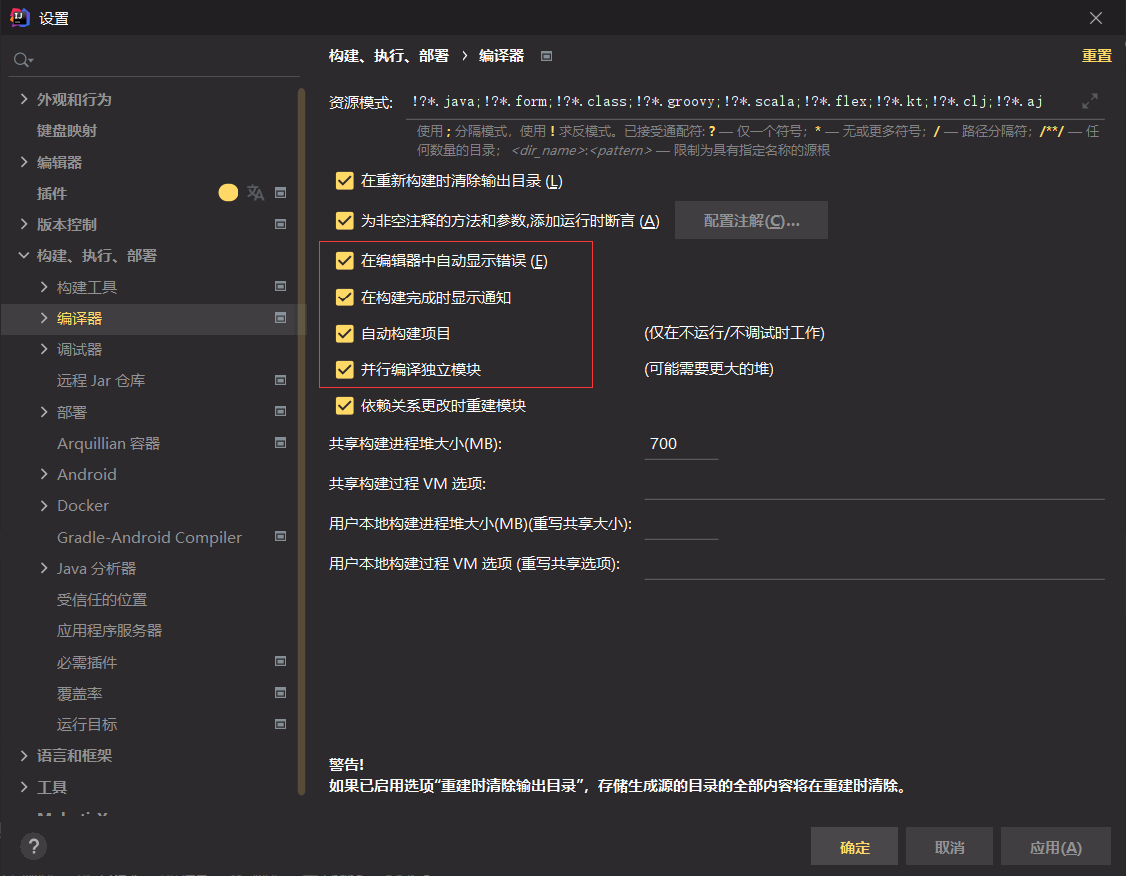 设置
外观和行为
键盘映射
编辑器
插件
版本控制
构建、执行、部署
构建工具
编译器
调试器
远程 Jar 仓库
部署
Arquillian 容器
Android
Docker
Gradle-Android Compiler
Java 分析器
受信任的位置
应用程序服务器
必需插件
覆盖率
运行目标
语言和框架
工具
构建、执行、部署 › 编译器
重置
资源模式: !?*.java;!?*.form;!?*.class;!?*.groovy;!?*.scala;!?*.flex;!?*.kt;!?*.clj;!?*.aj
使用 ; 分隔模式，使用 ! 求反模式。已接受通配符: ? — 仅一个符号；* — 无或更多符号；/ — 路径分隔符；/**/ — 任
何数量的目录； <dir_name>:<pattern> — 限制为具有指定名称的源根
在重新构建时清除输出目录 (L)
为非空注释的方法和参数,添加运行时断言 (A) 配置注解(C)...
在编辑器中自动显示错误 (E)
在构建完成时显示通知
自动构建项目 (仅在不运行/不调试时工作)
并行编译独立模块 (可能需要更大的堆)
依赖关系更改时重建模块
共享构建进程堆大小(MB): 700
共享构建过程 VM 选项:
用户本地构建进程堆大小(MB)(重写共享大小):
用户本地构建过程 VM 选项 (重写共享选项):
警告!
如果已启用选项“重建时清除输出目录”，存储生成源的目录的全部内容将在重建时清除。
?
确定 取消 应用(A)